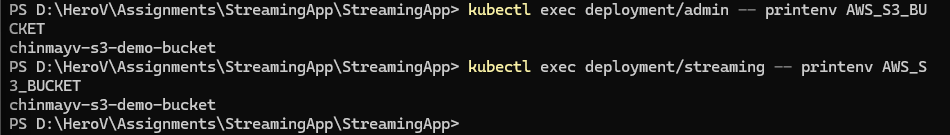 PS D:\HeroV\Assignments\StreamingApp\StreamingApp> kubectl exec deployment/admin -- printenv AWS_S3_BU
CKET
chinmayv-s3-demo-bucket
PS D:\HeroV\Assignments\StreamingApp\StreamingApp> kubectl exec deployment/streaming -- printenv AWS_S
3_BUCKET
chinmayv-s3-demo-bucket
PS D:\HeroV\Assignments\StreamingApp\StreamingApp>